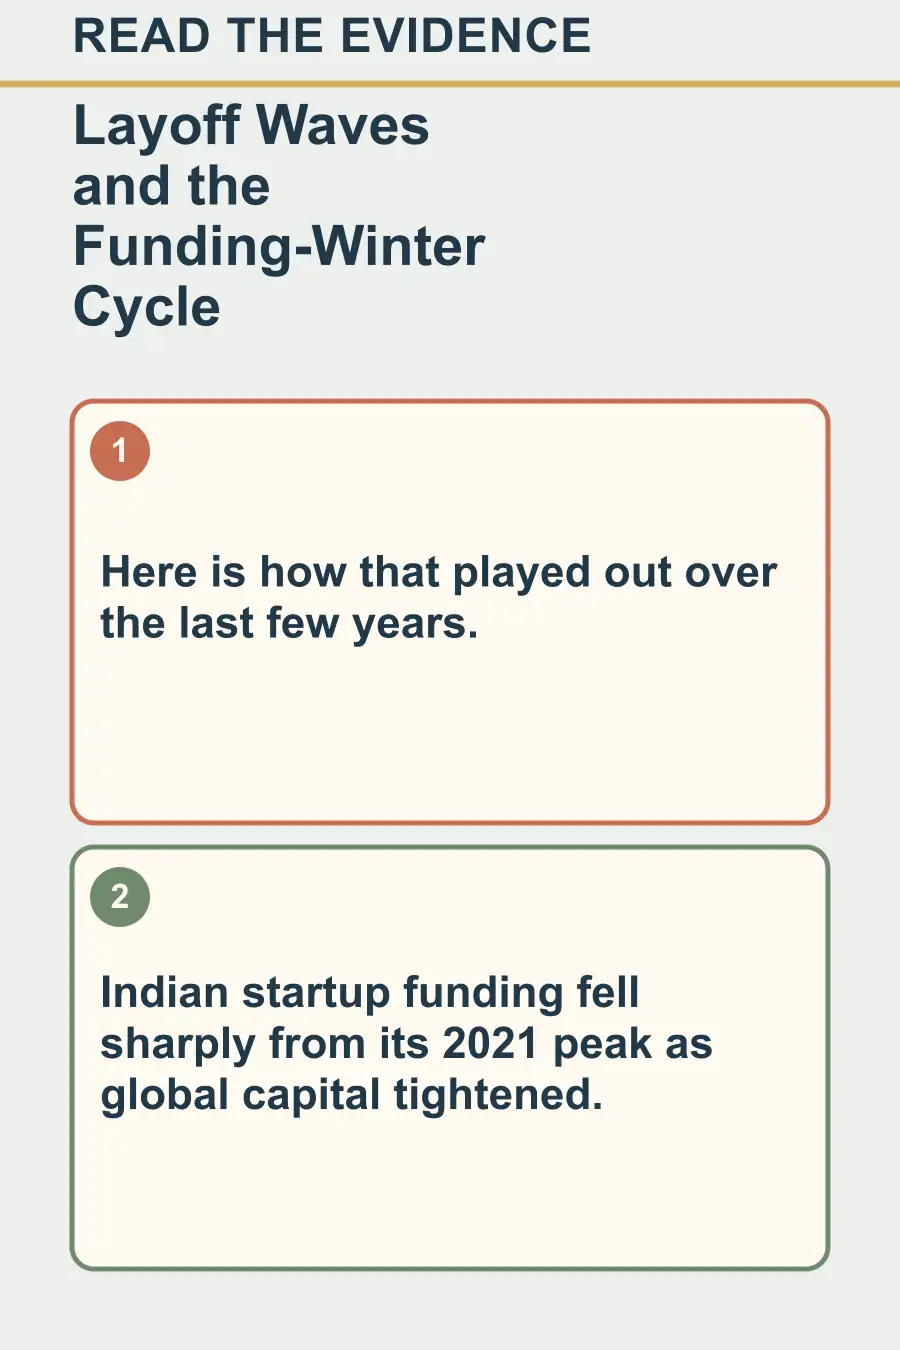 READ THE EVIDENCE
Layoff Waves
and the
Funding-Winter
Cycle
1
Here is how that played out over
the last few years.
2
Indian startup funding fell
sharply from its 2021 peak as
global capital tightened.